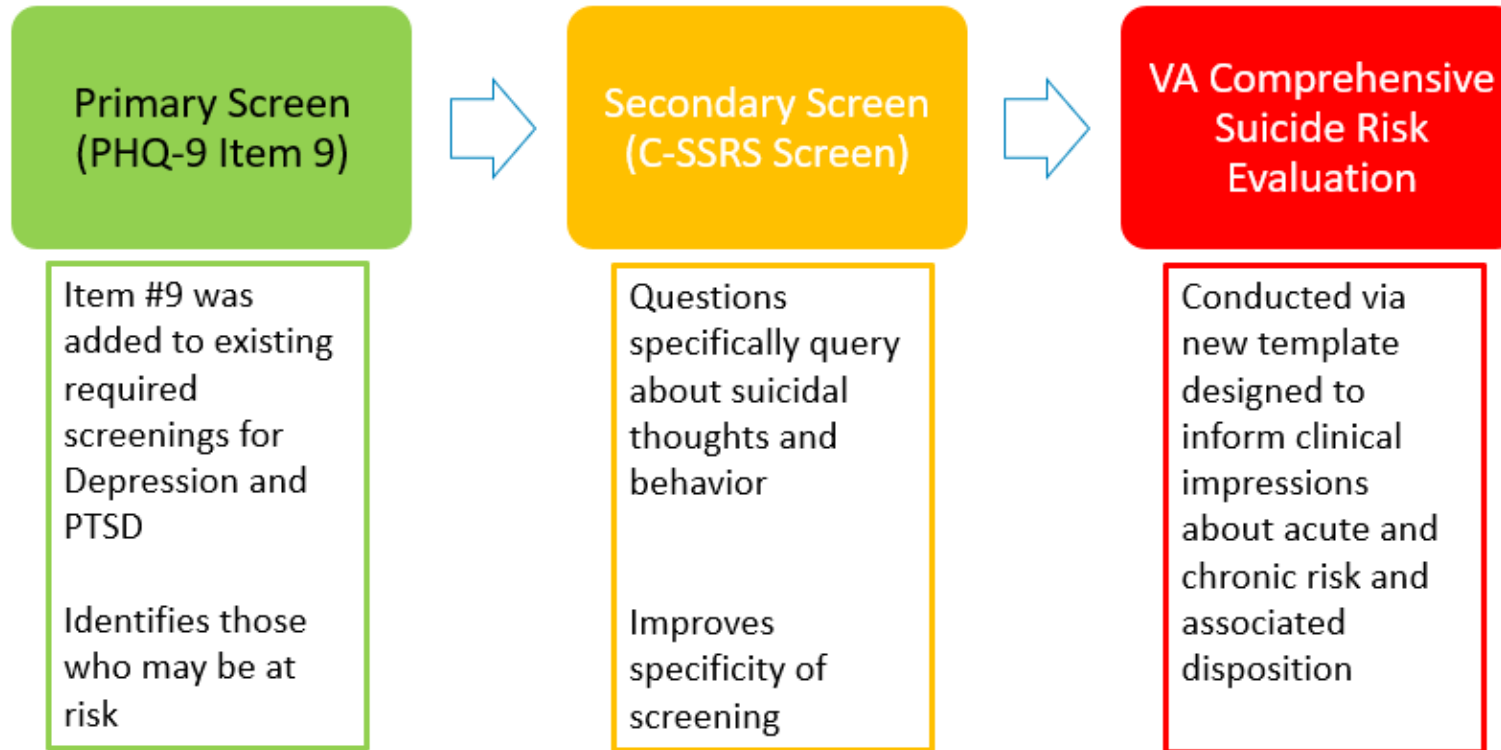 Primary Screen
(PHQ-9 Item 9)
Secondary Screen
(C-SSRS Screen)
VA Comprehensive
Suicide Risk
Evaluation
Item #9 was
added to existing
required
screenings for
Depression and
PTSD
Identifies those
who may be at
risk
Questions
specifically query
about suicidal
thoughts and
behavior
Improves
specificity of
screening
Conducted via
new template
designed to
inform clinical
impressions
about acute and
chronic risk and
associated
disposition